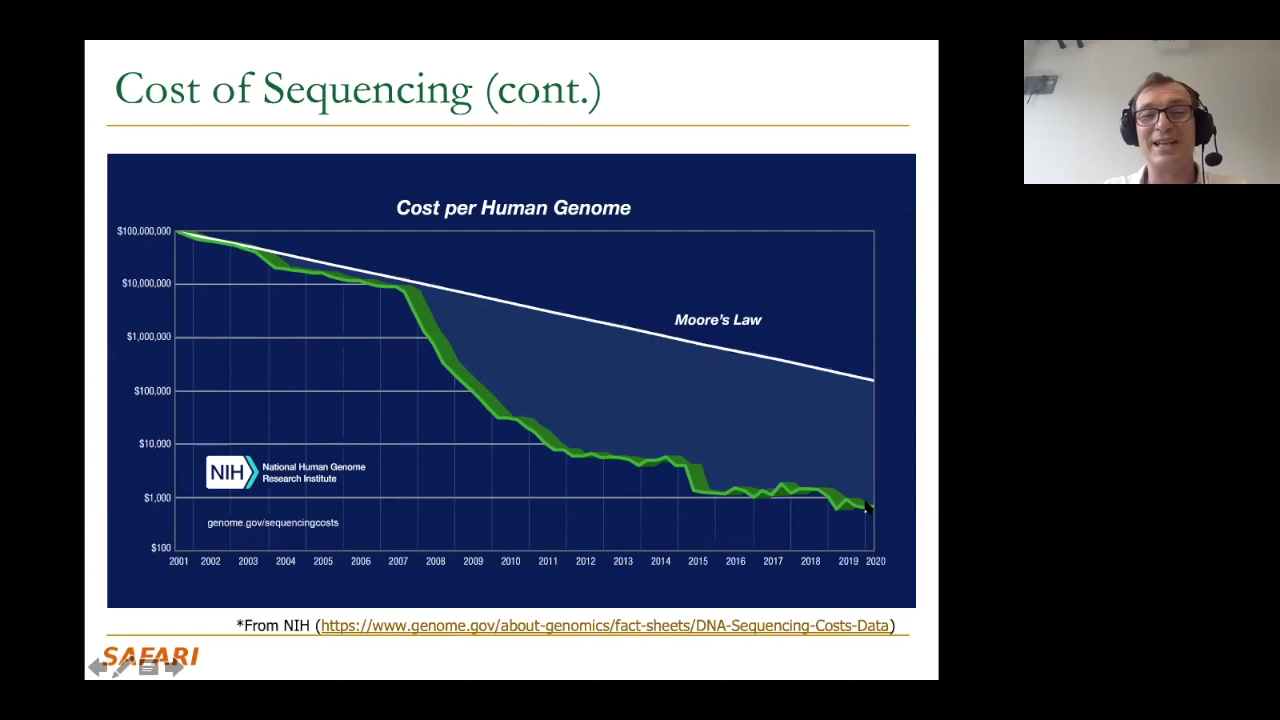 Cost of Sequencing (cont.)
Cost per Human Genome
$100,000,000
$10,000,000
$1,000,000
$100,000
$10,000
$1,000
$100
Moore's Law
NIH National Human Genome
Research Institute
genome.gov/sequencingcosts
2001 2002 2003 2004 2005 2006 2007 2008 2009 2010 2011 2012 2013 2014 2015 2016 2017 2018 2019 2020
*From NIH (https://www.genome.gov/about-genomics/fact-sheets/DNA-Sequencing-Costs-Data)
SAFARI